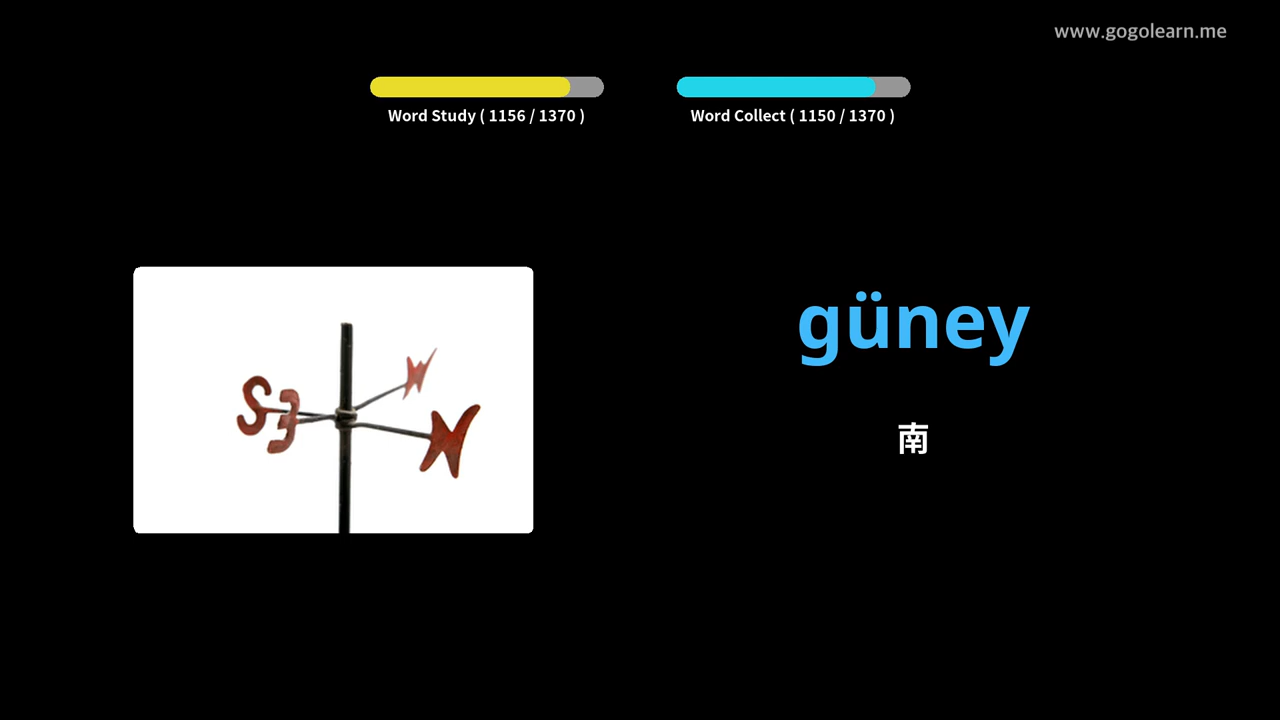 www.gogolearn.me
Word Study ( 1156 / 1370 )
Word Collect ( 1150 / 1370 )
güney
南
S E N